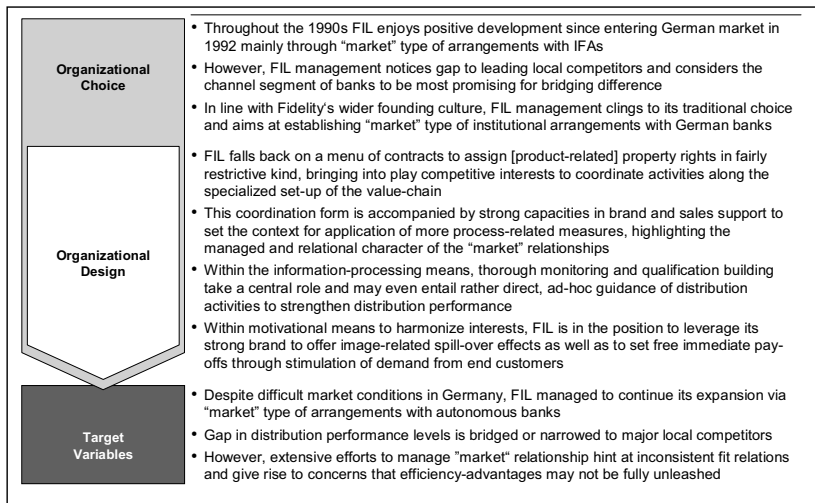 Organizational
Choice
• Throughout the 1990s FIL enjoys positive development since entering German market in
1992 mainly through “market” type of arrangements with IFAs
• However, FIL management notices gap to leading local competitors and considers the
channel segment of banks to be most promising for bridging difference
• In line with Fidelity‘s wider founding culture, FIL management clings to its traditional choice
and aims at establishing “market” type of institutional arrangements with German banks
Organizational
Design
• FIL falls back on a menu of contracts to assign [product-related] property rights in fairly
restrictive kind, bringing into play competitive interests to coordinate activities along the
specialized set-up of the value-chain
• This coordination form is accompanied by strong capacities in brand and sales support to
set the context for application of more process-related measures, highlighting the
managed and relational character of the “market” relationships
• Within the information-processing means, thorough monitoring and qualification building
take a central role and may even entail rather direct, ad-hoc guidance of distribution
activities to strengthen distribution performance
• Within motivational means to harmonize interests, FIL is in the position to leverage its
strong brand to offer image-related spill-over effects as well as to set free immediate pay-
offs through stimulation of demand from end customers
Target
Variables
• Despite difficult market conditions in Germany, FIL managed to continue its expansion via
“market” type of arrangements with autonomous banks
• Gap in distribution performance levels is bridged or narrowed to major local competitors
• However, extensive efforts to manage ”market“ relationship hint at inconsistent fit relations
and give rise to concerns that efficiency-advantages may not be fully unleashed